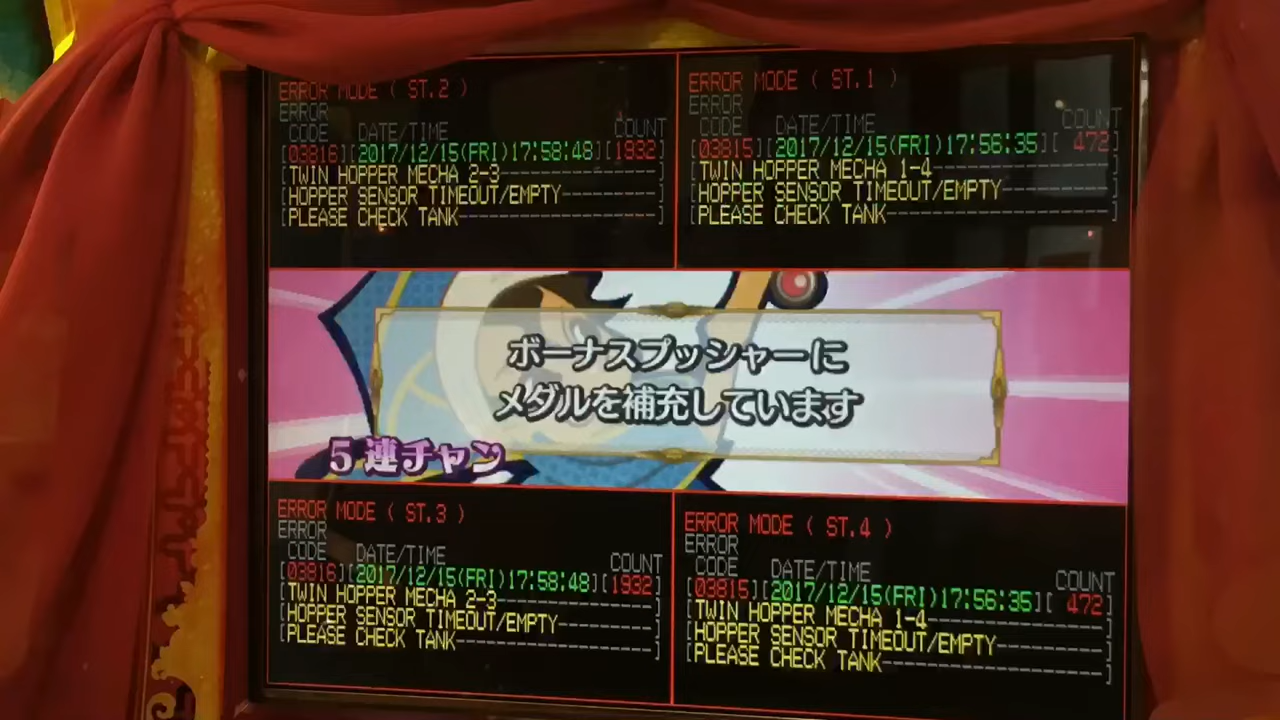 ERROR MODE ( ST.2 )
ERROR
CODE DATE/TIME COUNT
[03816][2017/12/15(FRI)17:58:48][1932]
[TWIN HOPPER MECHA 2-3-----------------]
[HOPPER SENSOR TIMEOUT/EMPTY-----------]
[PLEASE CHECK TANK---------------------]
ERROR MODE ( ST.1 )
ERROR
CODE DATE/TIME COUNT
[03815][2017/12/15(FRI)17:56:35][ 472]
[TWIN HOPPER MECHA 1-4-----------------]
[HOPPER SENSOR TIMEOUT/EMPTY-----------]
[PLEASE CHECK TANK---------------------]
ボーナスプッシャーに
メダルを補充しています
5連チャン
ERROR MODE ( ST.3 )
ERROR
CODE DATE/TIME COUNT
[03816][2017/12/15(FRI)17:58:48][1932]
[TWIN HOPPER MECHA 2-3-----------------]
[HOPPER SENSOR TIMEOUT/EMPTY-----------]
[PLEASE CHECK TANK---------------------]
ERROR MODE ( ST.4 )
ERROR
CODE DATE/TIME COUNT
[03815][2017/12/15(FRI)17:56:35][ 472]
[TWIN HOPPER MECHA 1-4-----------------]
[HOPPER SENSOR TIMEOUT/EMPTY-----------]
[PLEASE CHECK TANK---------------------]